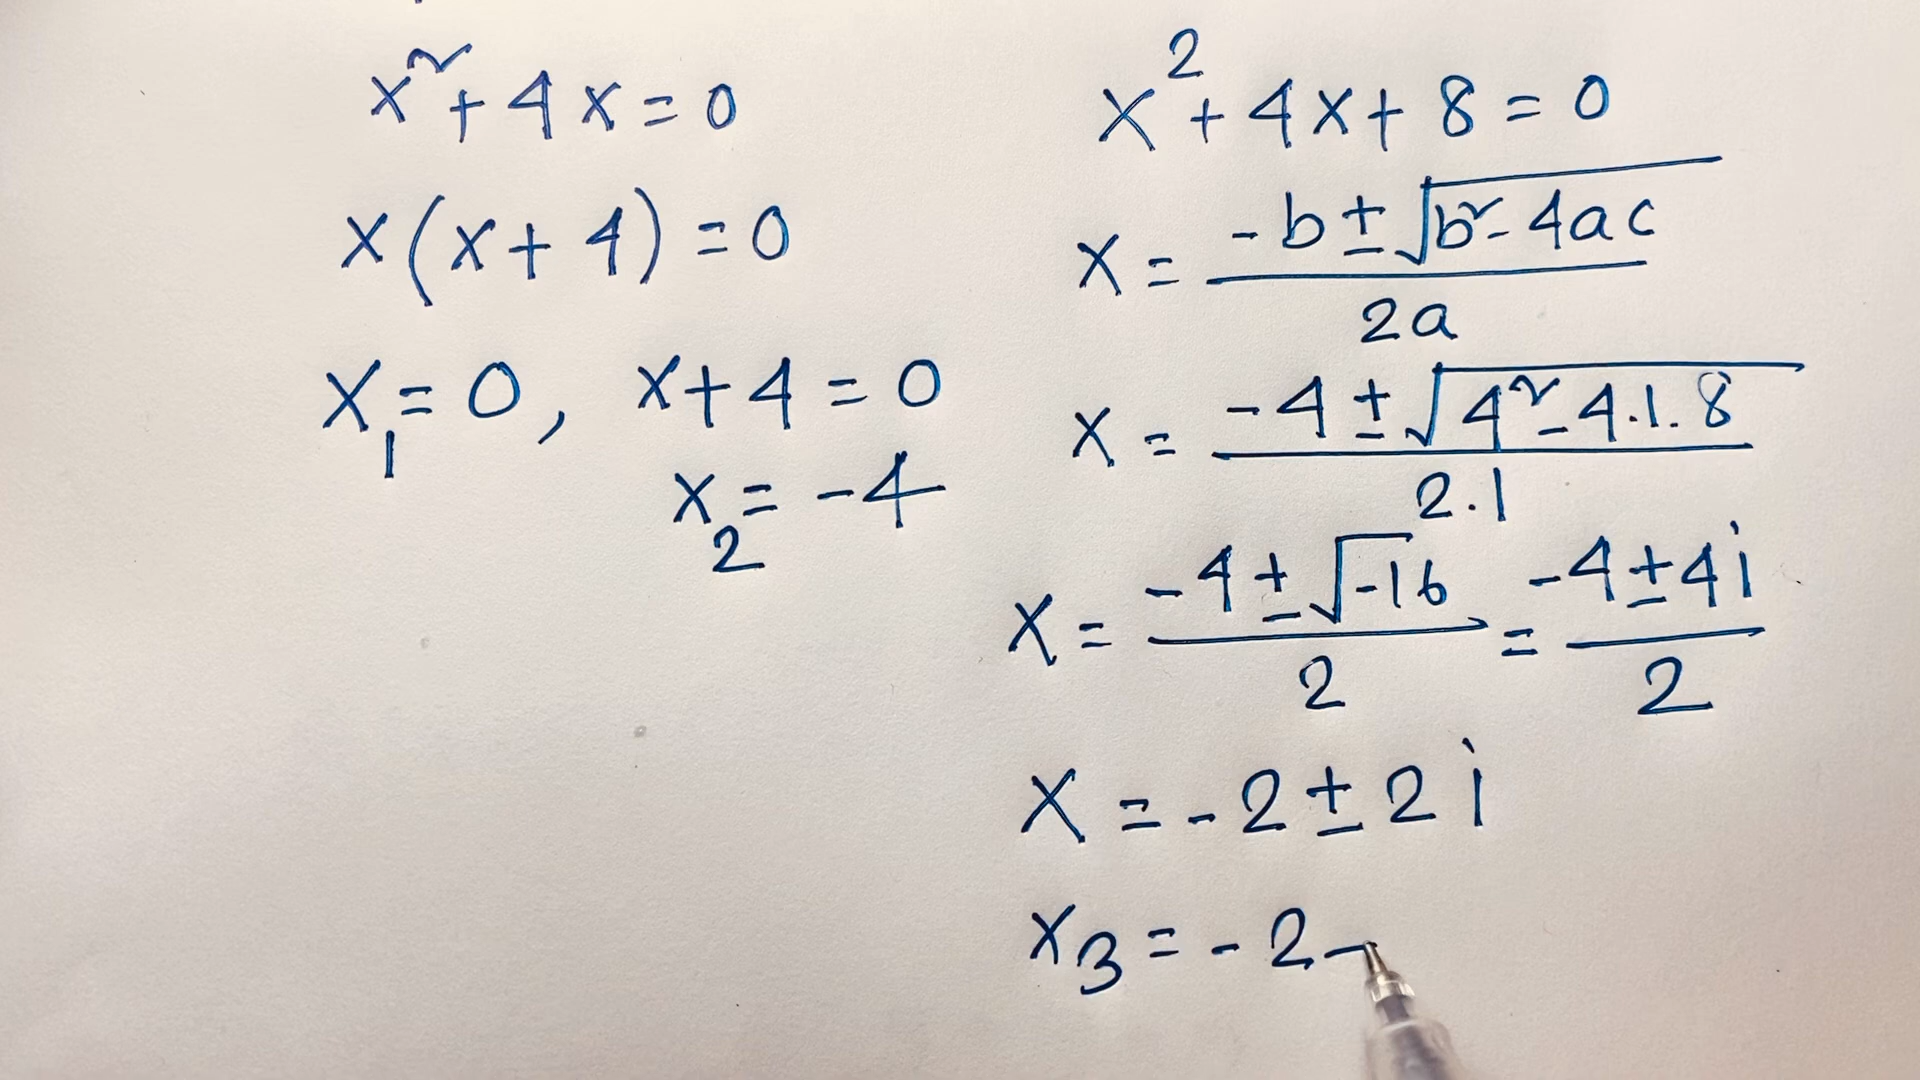 x² + 4x = 0
x(x + 4) = 0
x₁ = 0, x + 4 = 0
x₂ = -4
x² + 4x + 8 = 0
x = (-b ± √(b² - 4ac)) / 2a
x = (-4 ± √(4² - 4.1.8)) / 2.1
x = (-4 ± √-16) / 2 = (-4 ± 4i) / 2
x = -2 ± 2i
x₃ = -2 -